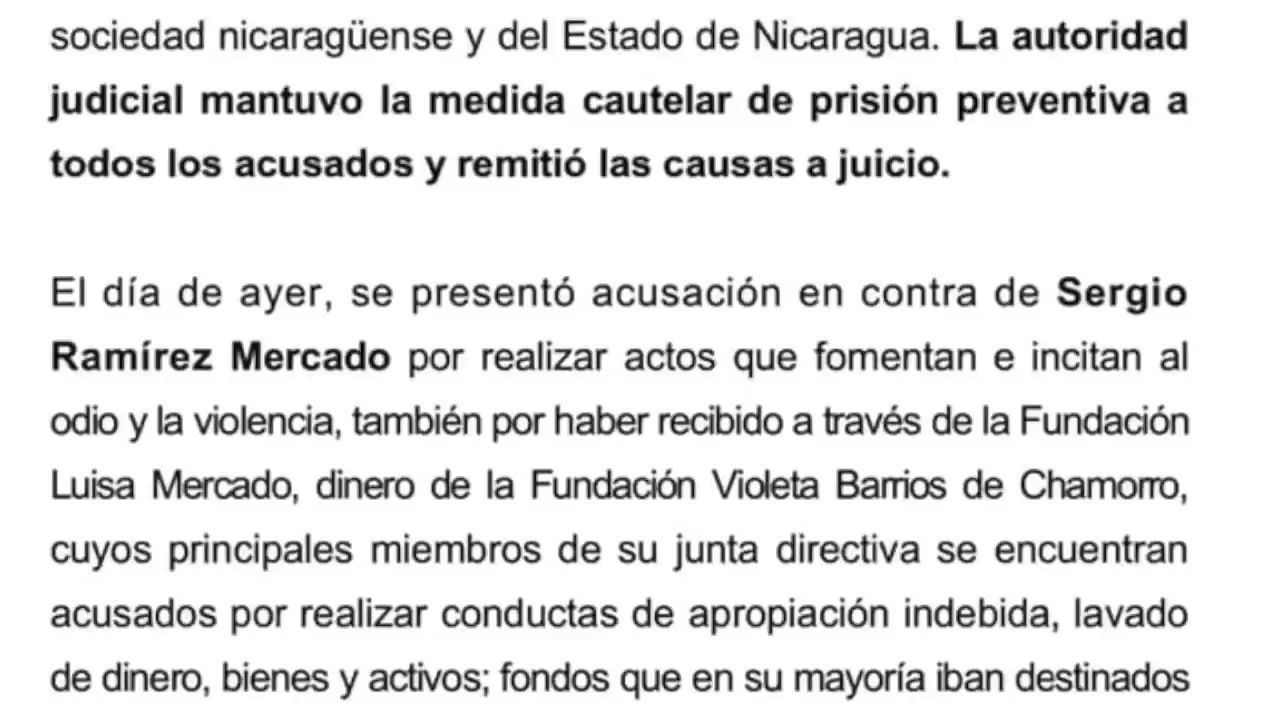 sociedad nicaragüense y del Estado de Nicaragua. La autoridad
judicial mantuvo la medida cautelar de prisión preventiva a
todos los acusados y remitió las causas a juicio.
El día de ayer, se presentó acusación en contra de Sergio
Ramírez Mercado por realizar actos que fomentan e incitan al
odio y la violencia, también por haber recibido a través de la Fundación
Luisa Mercado, dinero de la Fundación Violeta Barrios de Chamorro,
cuyos principales miembros de su junta directiva se encuentran
acusados por realizar conductas de apropiación indebida, lavado
de dinero, bienes y activos; fondos que en su mayoría iban destinados